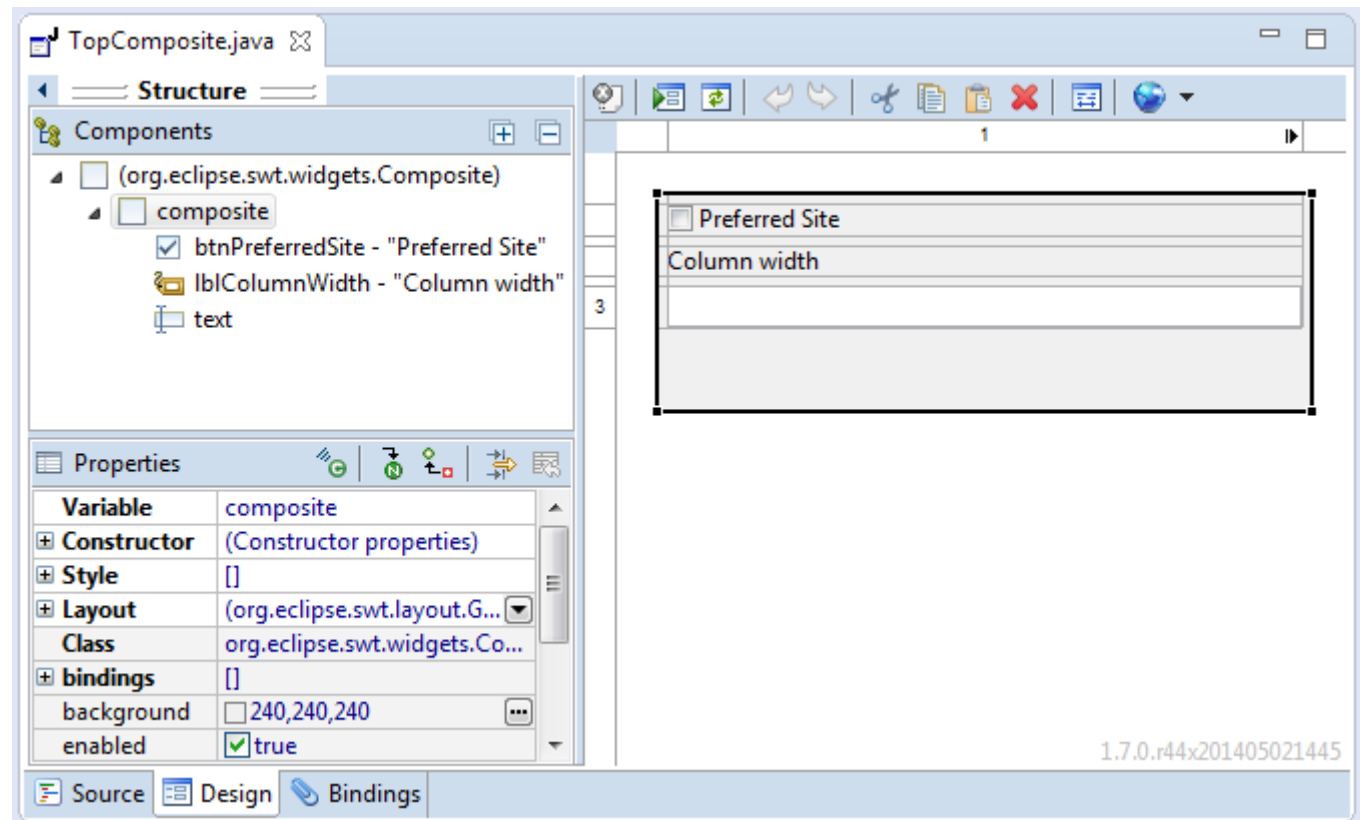 TopComposite.java
Structure
Components
(org.eclipse.swt.widgets.Composite)
composite
btnPreferredSite - "Preferred Site"
lblColumnWidth - "Column width"
text
Properties
Variable composite
Constructor (Constructor properties)
Style []
Layout (org.eclipse.swt.layout.G...
Class org.eclipse.swt.widgets.Co...
bindings []
background 240,240,240
enabled true
1
Preferred Site
Column width
3
1.7.0.r44x201405021445
Source Design Bindings